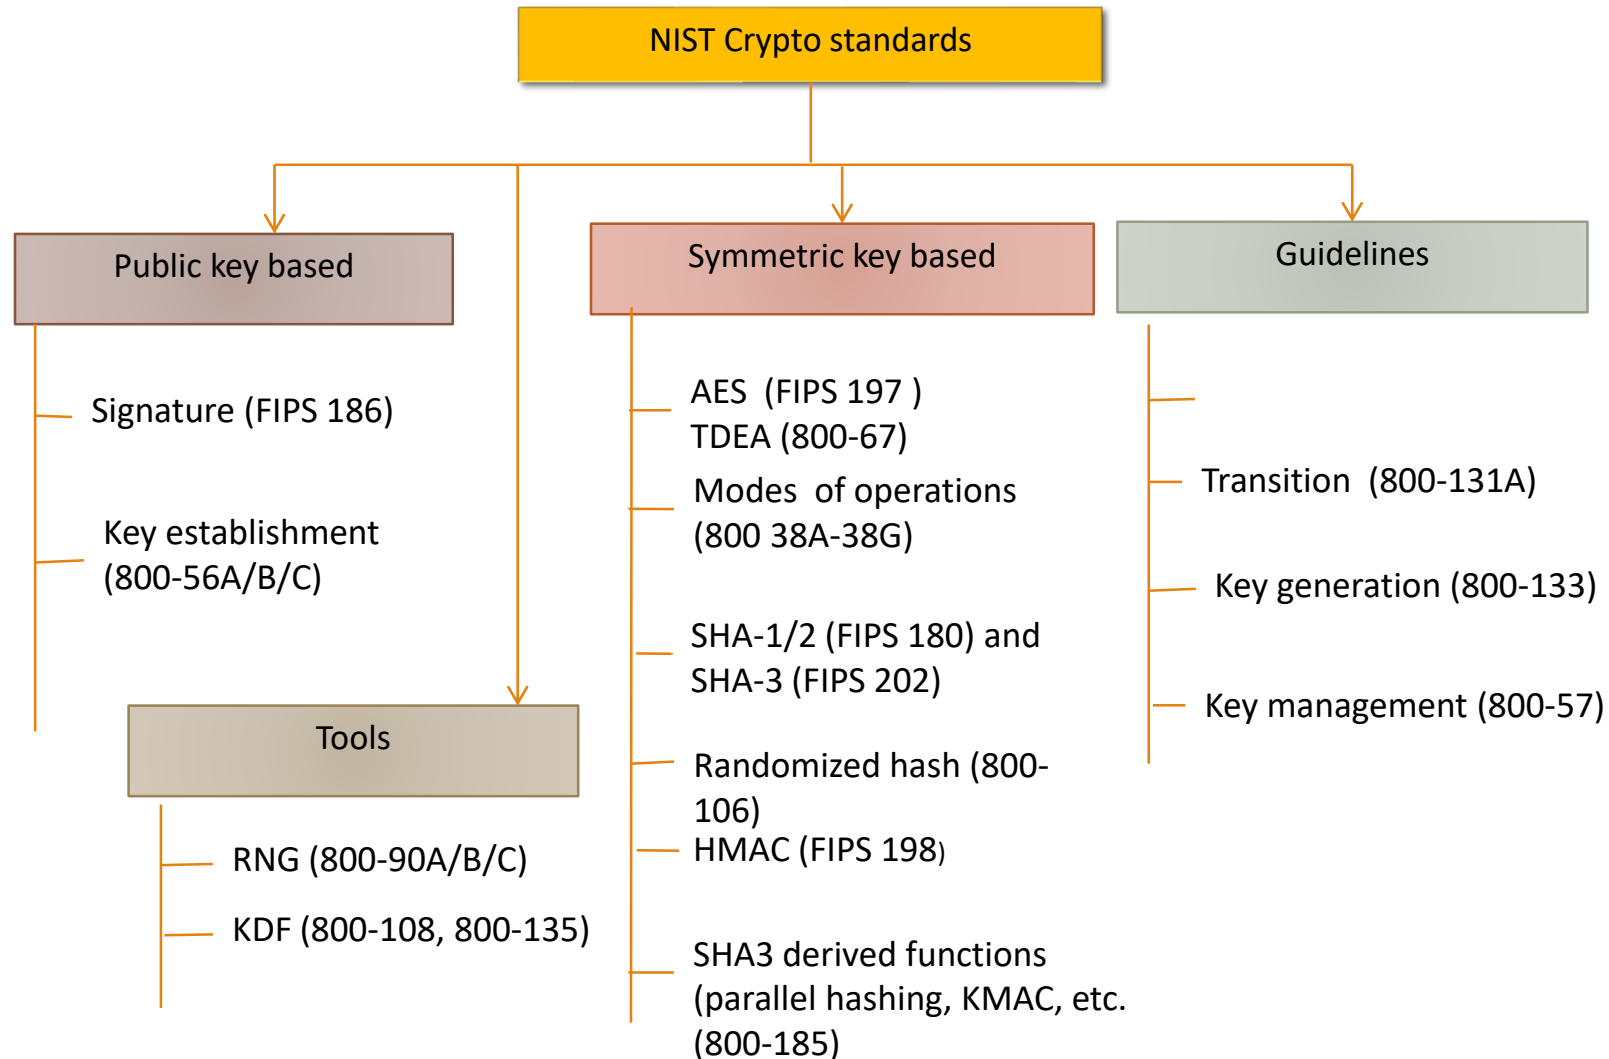 NIST Crypto standards
Public key based
Signature (FIPS 186)
Key establishment
(800-56A/B/C)
Tools
RNG (800-90A/B/C)
KDF (800-108, 800-135)
Symmetric key based
AES  (FIPS 197 )
TDEA (800-67)
Modes  of operations
(800 38A-38G)
SHA-1/2 (FIPS 180) and
SHA-3 (FIPS 202)
Randomized hash (800-
106)
HMAC (FIPS 198)
SHA3 derived functions
(parallel hashing, KMAC, etc.
(800-185)
Guidelines
Transition  (800-131A)
Key generation (800-133)
Key management (800-57)